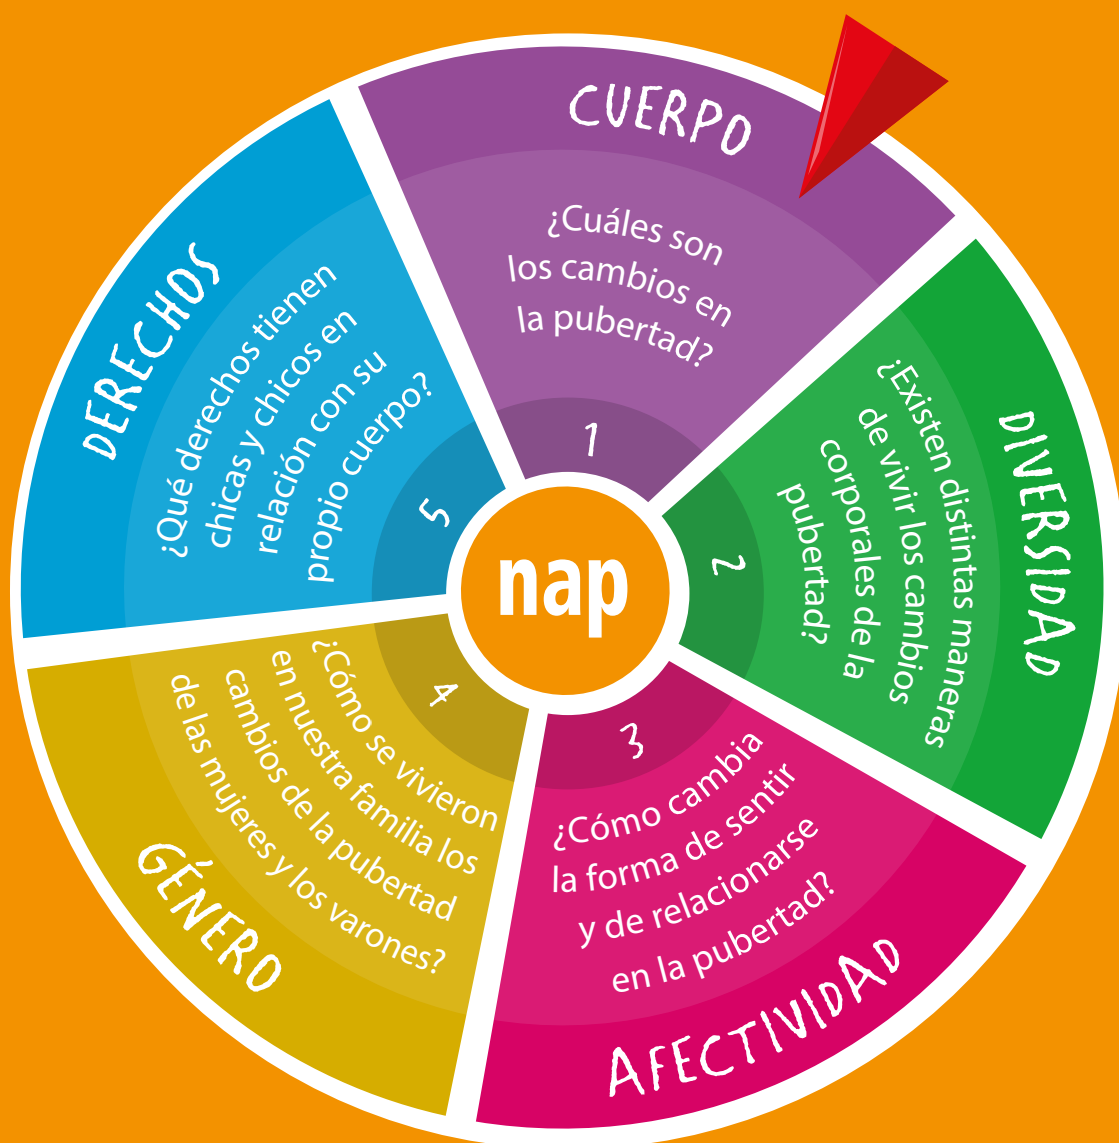 CUERPO
¿Cuáles son
los cambios en
la pubertad?
1
DIVERSIDAD
¿Existen distintas maneras
de vivir los cambios
corporales de la
pubertad?
2
3
¿Cómo cambia
la forma de sentir
y de relacionarse
en la pubertad?
AFECTIVIDAD
4
¿Cómo se vivieron
en nuestra familia los
cambios de la pubertad
de las mujeres y los varones?
GÉNERO
DERECHOS
¿Qué derechos tienen
chicas y chicos en
relación con su
propio cuerpo?
5
nap